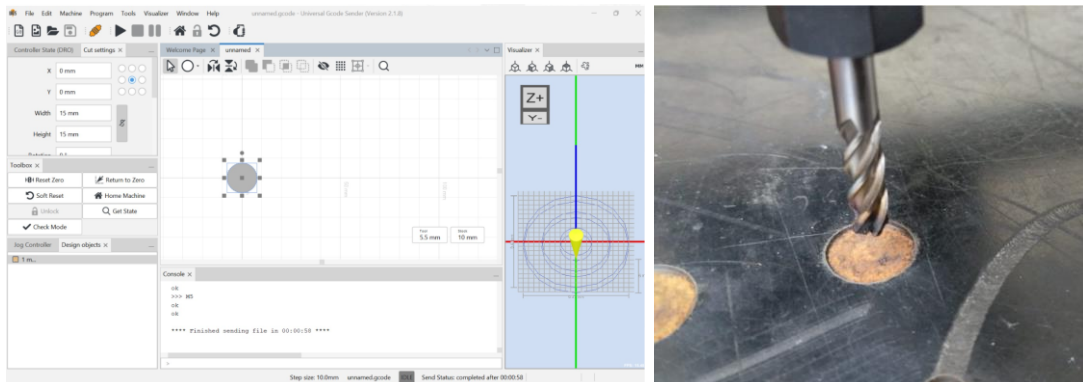 File Edit Machine Program Tools Visualizer Window Help
unnamed.gcode - Universal Gcode Sender (Version 2.1.8)
Controller State (DRO) Cut settings ×
X 0 mm
Y 0 mm
Width 15 mm
Height 15 mm
Toolbox ×
Reset Zero Return to Zero
Soft Reset Home Machine
Unlock Get State
Check Mode
Jog Controller Design objects ×
1 m...
Welcome Page × unnamed ×
5.5 mm 10 mm
Console ×
ok
>>> M5
ok
ok
**** Finished sending file in 00:00:58 ****
Visualizer ×
MM
Z+
Y-
Step size: 10.0mm unnamed.gcode IDLE Send Status: completed after 00:00:58